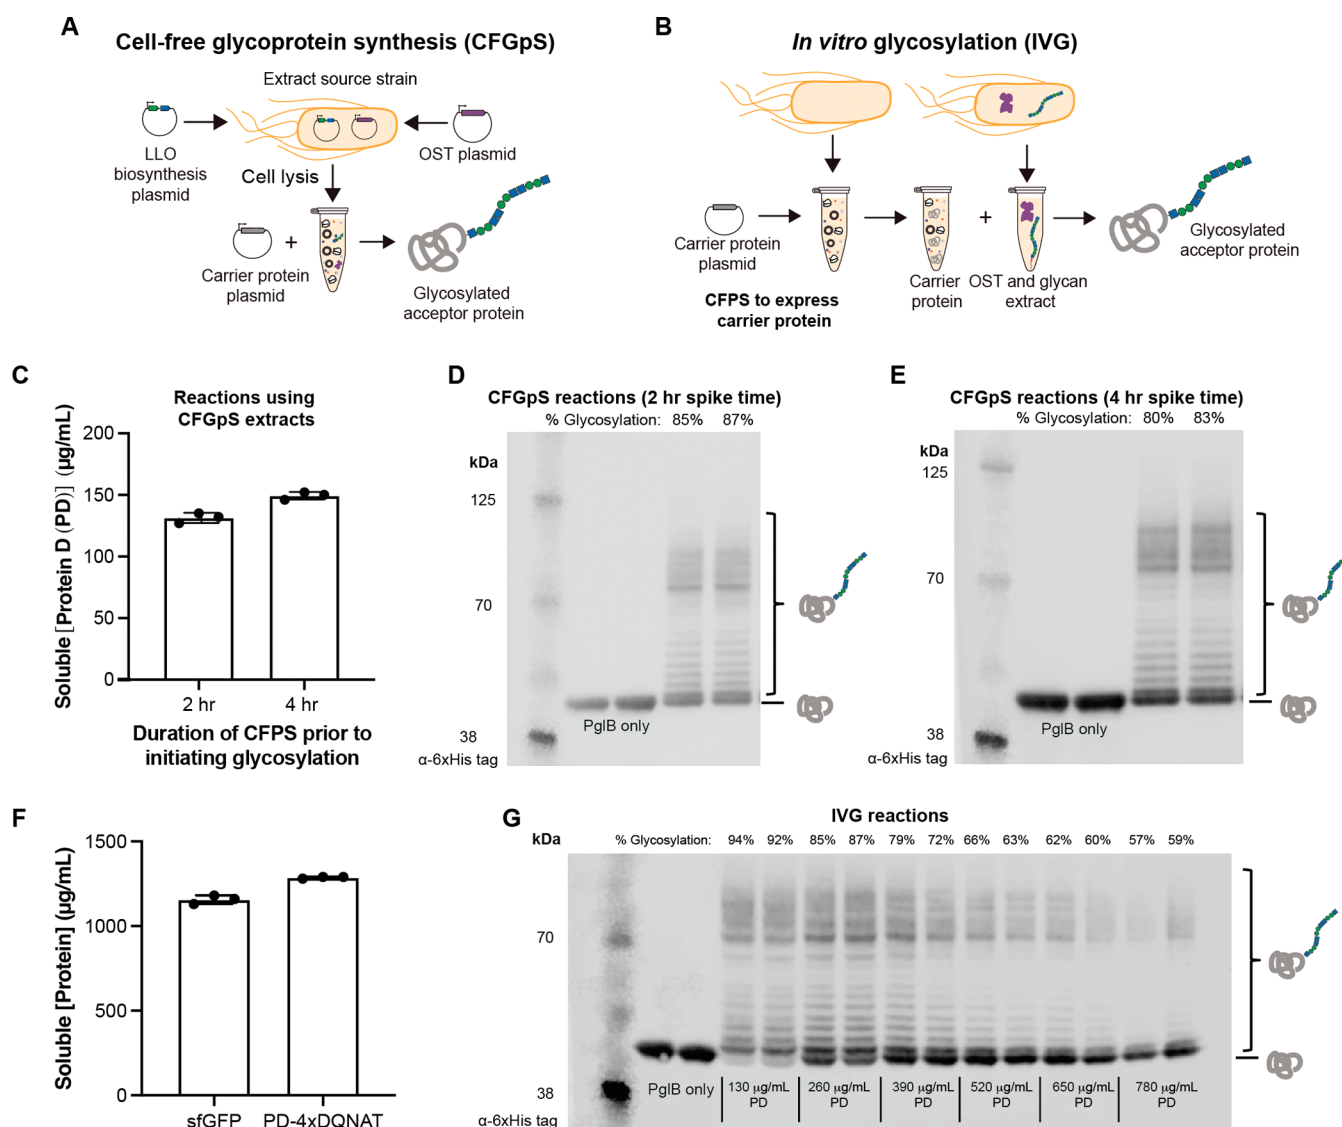 A
Cell-free glycoprotein synthesis (CFGpS)
Extract source strain
LLO
biosynthesis
plasmid
OST plasmid
Cell lysis
+
Carrier protein
plasmid
Glycosylated
acceptor protein
B
In vitro glycosylation (IVG)
Carrier protein
plasmid
+
Carrier
protein
OST and glycan
extract
Glycosylated
acceptor protein
CFPS to express
carrier protein
C
Reactions using
CFGpS extracts
Soluble [Protein D (PD)] (µg/mL)
200
150
100
50
0
2 hr
4 hr
Duration of CFPS prior to
initiating glycosylation
D
CFGpS reactions (2 hr spike time)
% Glycosylation: 85% 87%
kDa
125
70
38
PglB only
α-6xHis tag
E
CFGpS reactions (4 hr spike time)
% Glycosylation: 80% 83%
kDa
125
70
38
PglB only
α-6xHis tag
F
Soluble [Protein] (µg/mL)
1500
1000
500
0
sfGFP
PD-4xDQNAT
G
IVG reactions
kDa
% Glycosylation: 94% 92% 85% 87% 79% 72% 66% 63% 62% 60% 57% 59%
70
38
PglB only
130 µg/mL
PD
260 µg/mL
PD
390 µg/mL
PD
520 µg/mL
PD
650 µg/mL
PD
780 µg/mL
PD
α-6xHis tag